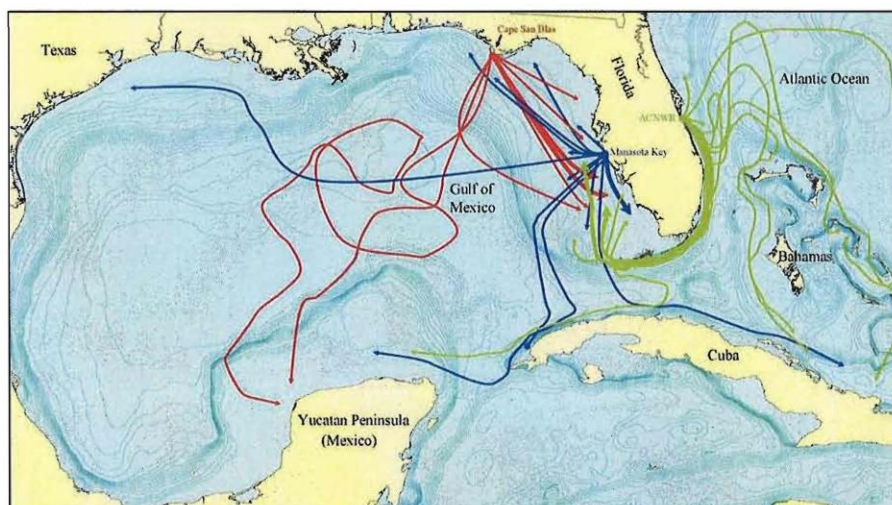 Texas
Cape San Blas
Florida
Atlantic Ocean
ACNWR
Manasota Key
Gulf of
Mexico
Bahamas
Cuba
Yucatan Peninsula
(Mexico)